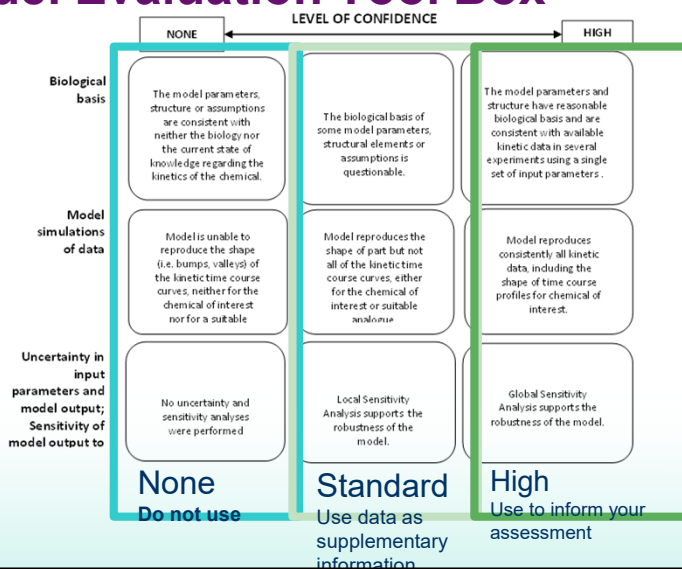 Evaluation Tool Box
LEVEL OF CONFIDENCE
NONE
HIGH
Biological
basis
The model parameters,
structure or assumptions
are consistent with
neither the biology nor
the current state of
knowledge regarding the
kinetics of the chemical.
The biological basis of
some model parameters,
structural elements or
assumptions is
questionable.
The model parameters and
structure have reasonable
biological basis and are
consistent with available
kinetic data in several
experiments using a single
set of input parameters .
Model
simulations
of data
Model is unable to
reproduce the shape
(i.e. bumps, valleys) of
the kinetic time course
curves, neither for the
chemical of interest
nor for a suitable
Model reproduces the
shape of part but not
all of the kinetic time
course curves, either
for the chemical of
interest or suitable
analogue
Model reproduces
consistently all kinetic
data, including the
shape of time course
profiles for chemical of
interest.
Uncertainty in
input
parameters and
model output;
Sensitivity of
model output to
No uncertainty and
sensitivity analyses
were performed
Local Sensitivity
Analysis supports the
robustness of the
model.
Global Sensitivity
Analysis supports the
robustness of the model.
None
Do not use
Standard
Use data as
supplementary
information
High
Use to inform your
assessment